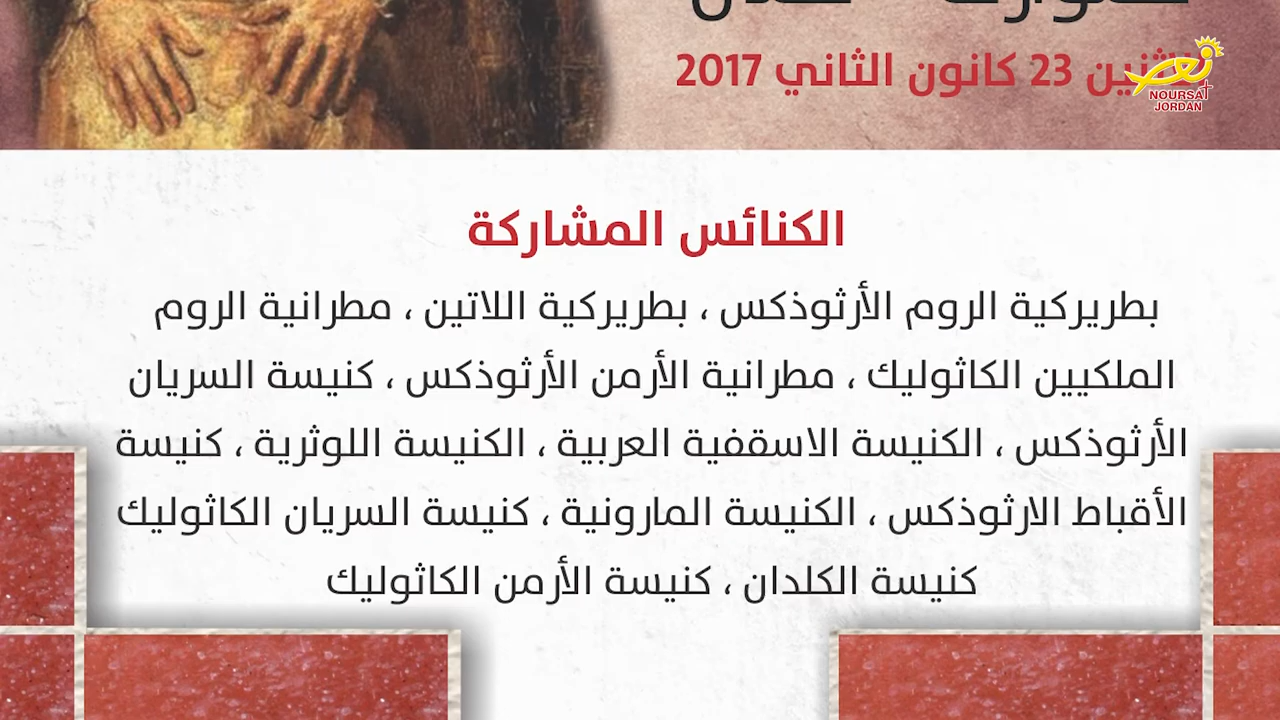 23 كانون الثاني 2017
NOURSAT
JORDAN
الكنائس المشاركة
بطريركية الروم الأرثوذكس ، بطريركية اللاتين ، مطرانية الروم
الملكيين الكاثوليك ، مطرانية الأرمن الأرثوذكس ، كنيسة السريان
الأرثوذكس ، الكنيسة الاسقفية العربية ، الكنيسة اللوثرية ، كنيسة
الأقباط الارثوذكس ، الكنيسة المارونية ، كنيسة السريان الكاثوليك
كنيسة الكلدان ، كنيسة الأرمن الكاثوليك